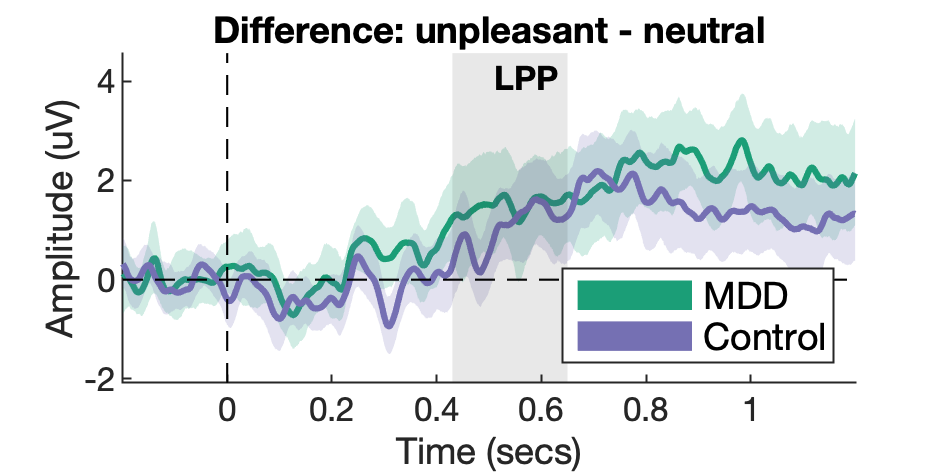 Difference: unpleasant - neutral
LPP
4
2
0
-2
Amplitude (uV)
MDD
Control
0
0.2
0.4
0.6
0.8
1
Time (secs)